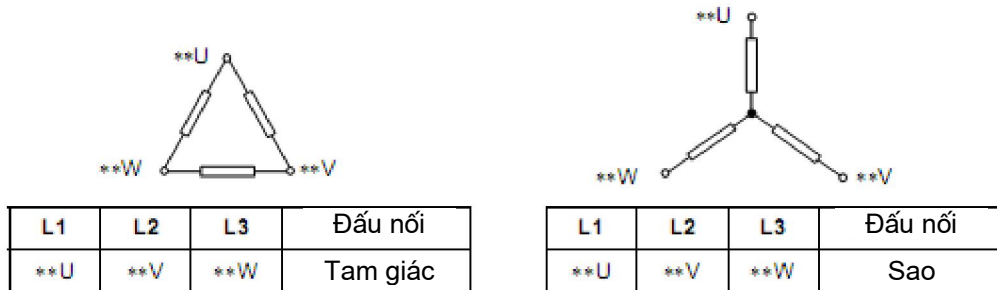 **U
**W
**V
L1 L2 L3 Đấu nối
**U **V **W Tam giác
**U
**W
**V
L1 L2 L3 Đấu nối
**U **V **W Sao